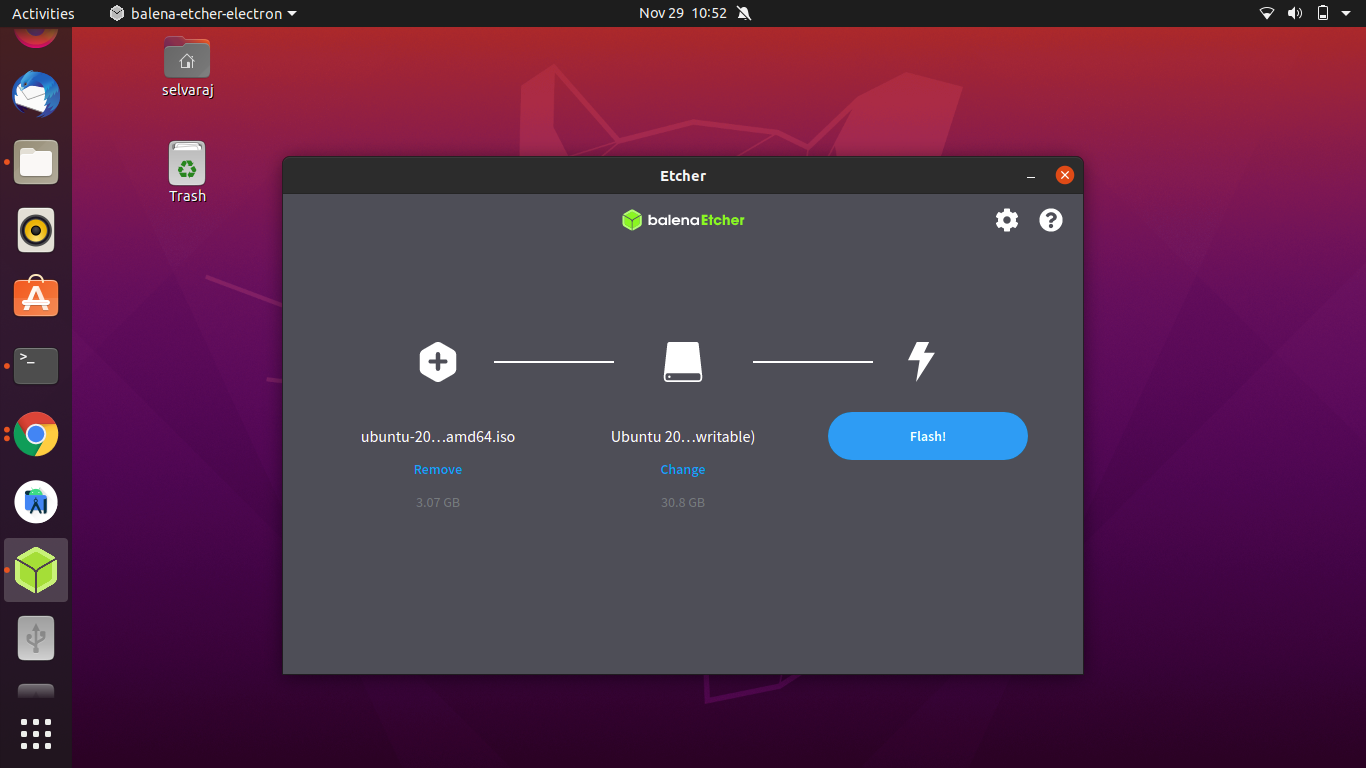 Activities
balena-etcher-electron
Nov 29 10:52
selvaraj
Trash
Etcher
balenaEtcher
ubuntu-20…amd64.iso
Remove
3.07 GB
Ubuntu 20…writable)
Change
30.8 GB
Flash!